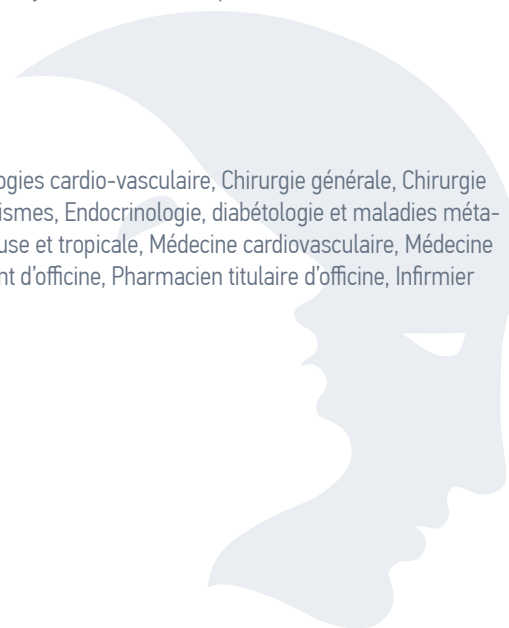 ogies cardio-vasculaire, Chirurgie générale, Chirurgie
ismes, Endocrinologie, diabétologie et maladies méta-
use et tropicale, Médecine cardiovasculaire, Médecine
nt d’officine, Pharmacien titulaire d’officine, Infirmier